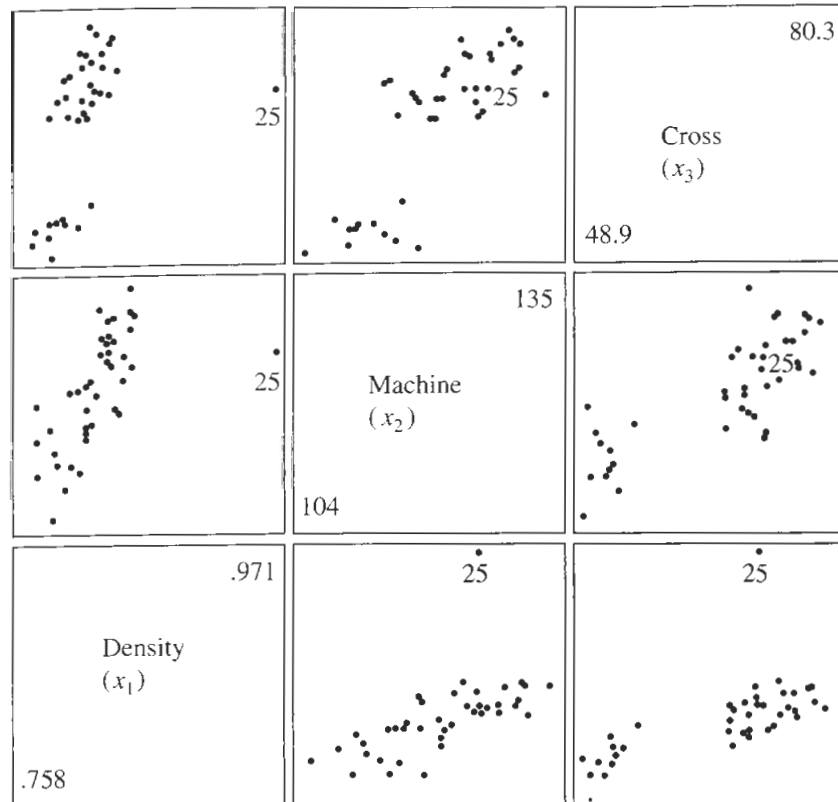 80.3
25
25
Cross
(x₃)
48.9
135
25
Machine
(x₂)
25
104
.971
25
25
Density
(x₁)
.758